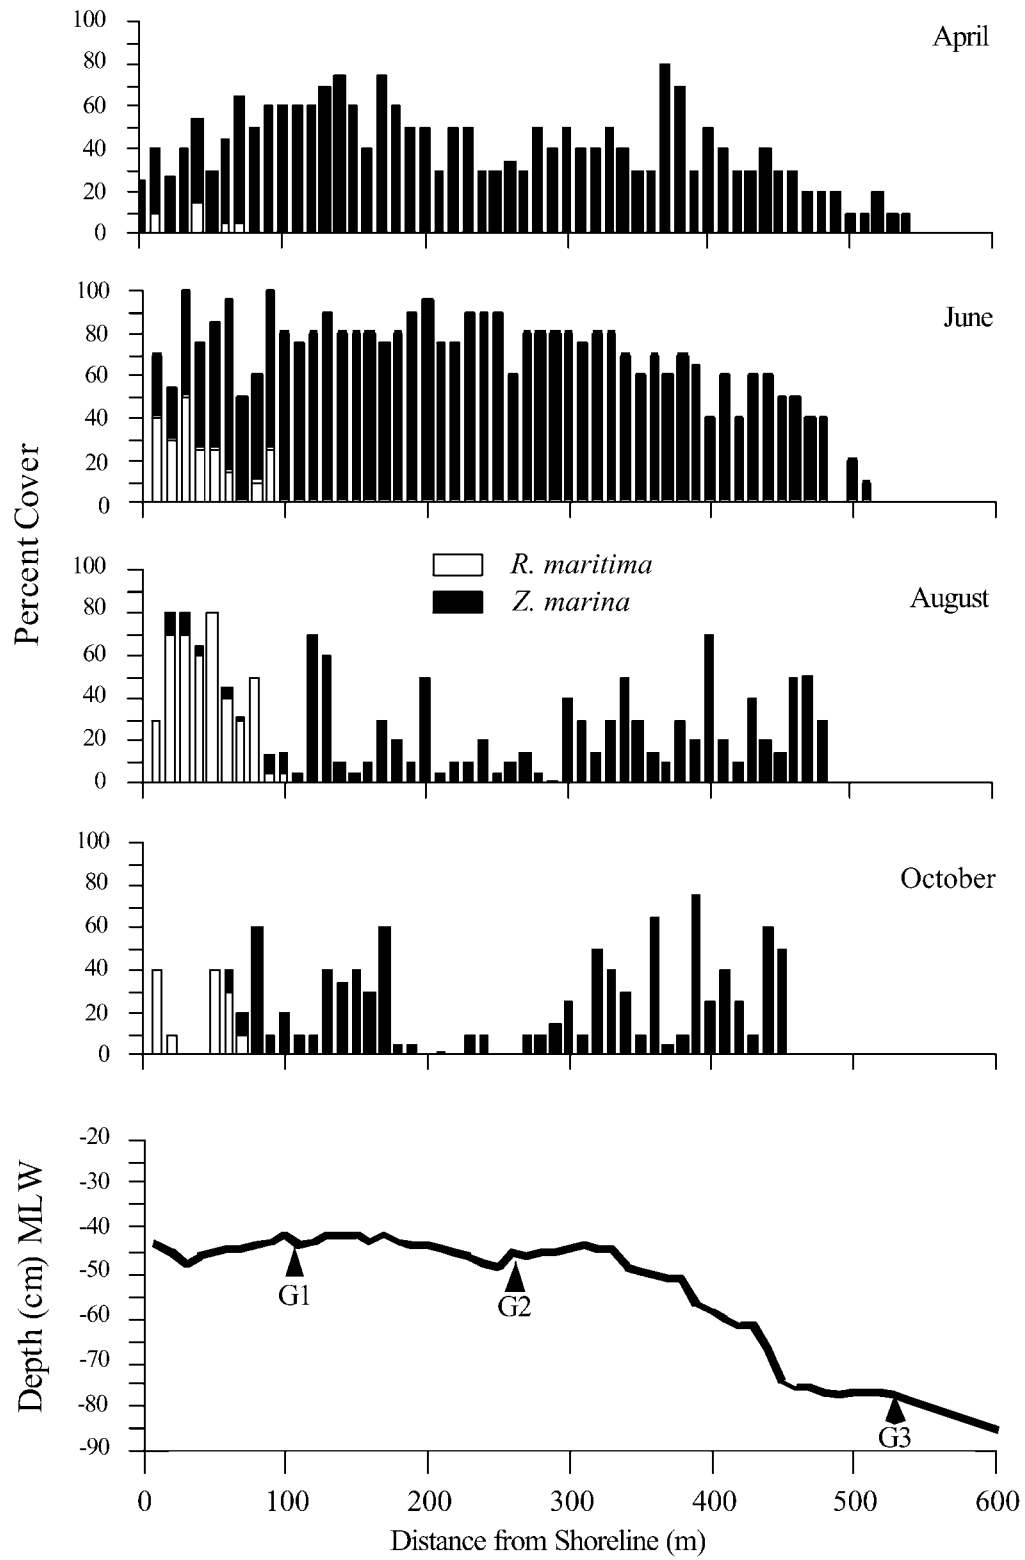 100
80
60
40
20
0
April
100
80
60
40
20
0
June
Percent Cover
100
80
60
40
20
0
R. maritima
Z. marina
August
100
80
60
40
20
0
October
Depth (cm) MLW
-20
-30
-40
-50
-60
-70
-80
-90
G1
G2
G3
0 100 200 300 400 500 600
Distance from Shoreline (m)